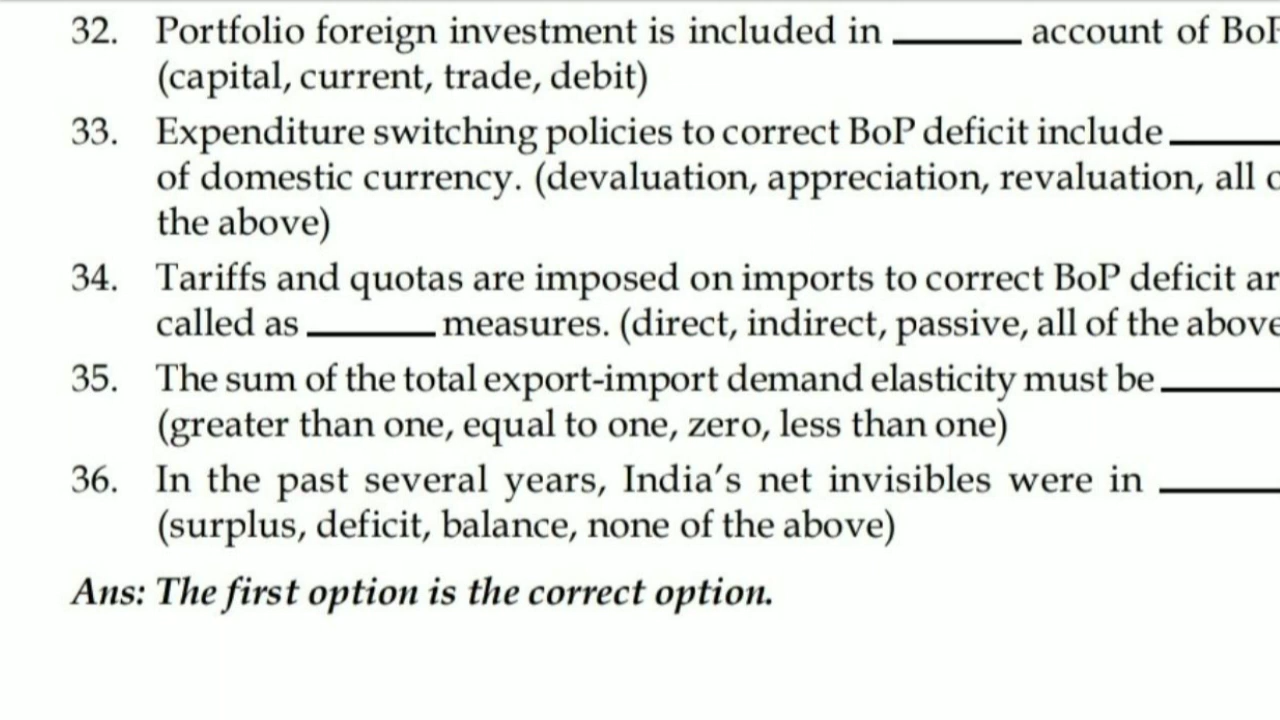 32. Portfolio foreign investment is included in ______ account of BoP
(capital, current, trade, debit)
33. Expenditure switching policies to correct BoP deficit include ______
of domestic currency. (devaluation, appreciation, revaluation, all
the above)
34. Tariffs and quotas are imposed on imports to correct BoP deficit
called as ______ measures. (direct, indirect, passive, all of the above
35. The sum of the total export-import demand elasticity must be ______
(greater than one, equal to one, zero, less than one)
36. In the past several years, India's net invisibles were in ______
(surplus, deficit, balance, none of the above)
Ans: The first option is the correct option.